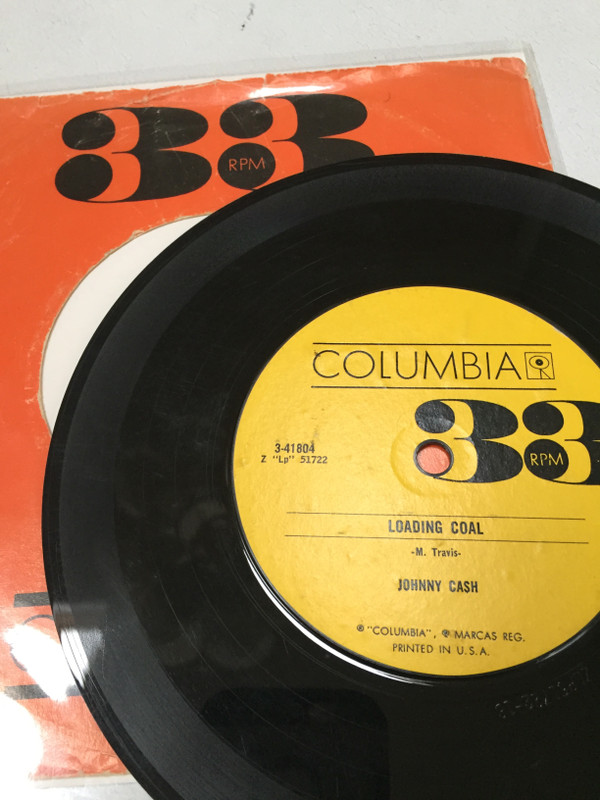 33
RPM
COLUMBIA
33
RPM
3-41804
Z "Lp" 51722
LOADING COAL
-M. Travis-
JOHNNY CASH
® "COLUMBIA", ® MARCAS REG.
PRINTED IN U.S.A.